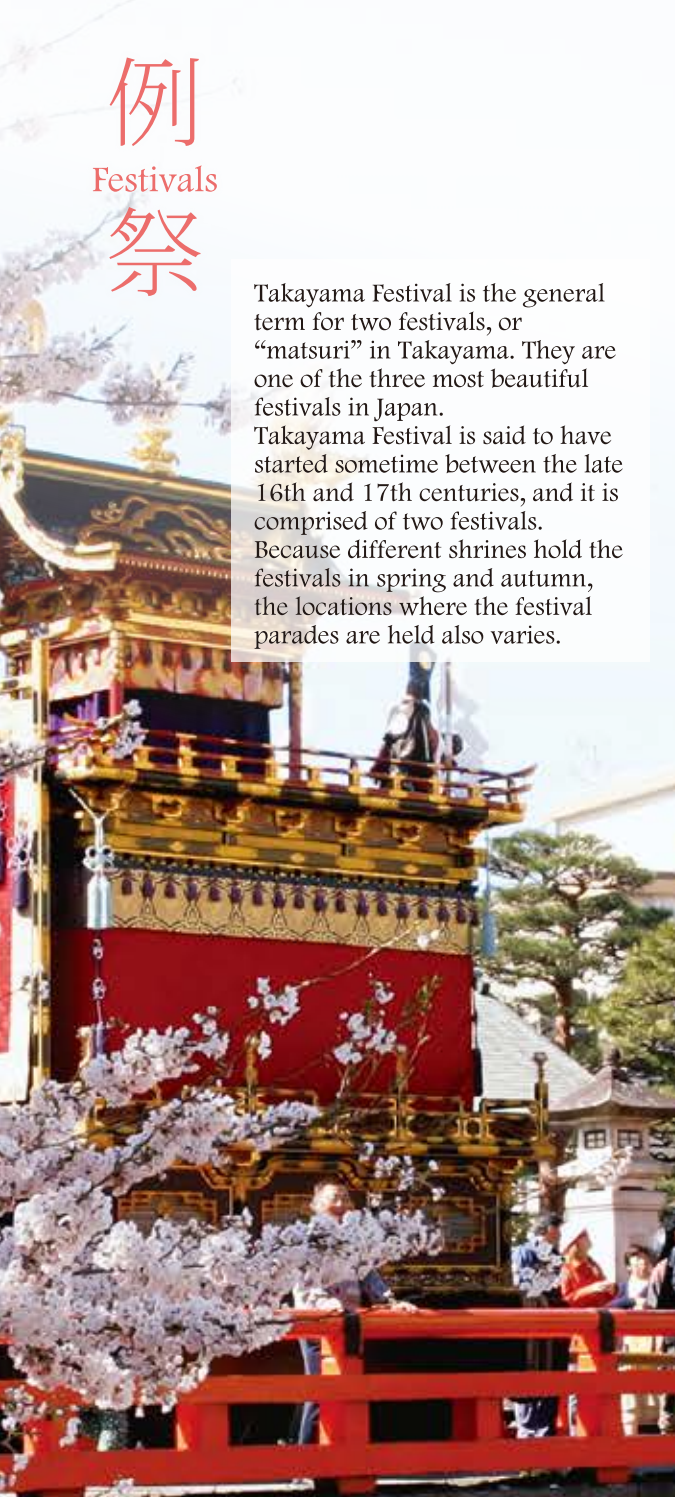 例
Festivals
祭
Takayama Festival is the general
term for two festivals, or
“matsuri” in Takayama. They are
one of the three most beautiful
festivals in Japan.
Takayama Festival is said to have
started sometime between the late
16th and 17th centuries, and it is
comprised of two festivals.
Because different shrines hold the
festivals in spring and autumn,
the locations where the festival
parades are held also varies.